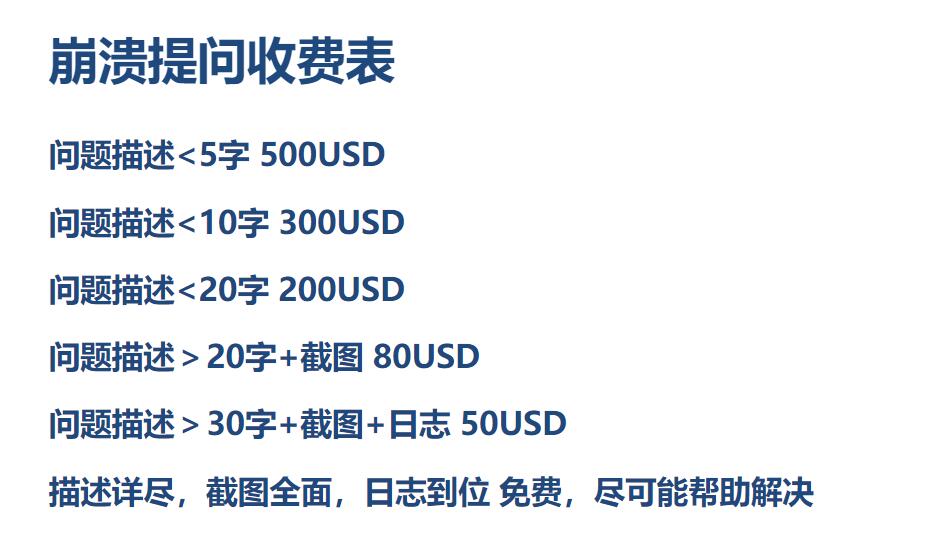 崩溃提问收费表
问题描述<5字 500USD
问题描述<10字 300USD
问题描述<20字 200USD
问题描述＞20字+截图 80USD
问题描述＞30字+截图+日志 50USD
描述详尽，截图全面，日志到位 免费，尽可能帮助解决